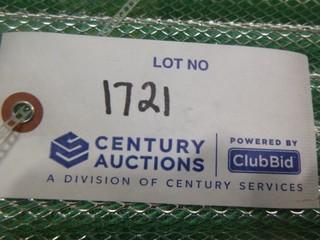 LOT NO
1721
CENTURY AUCTIONS
POWERED BY
ClubBid
A DIVISION OF CENTURY SERVICES